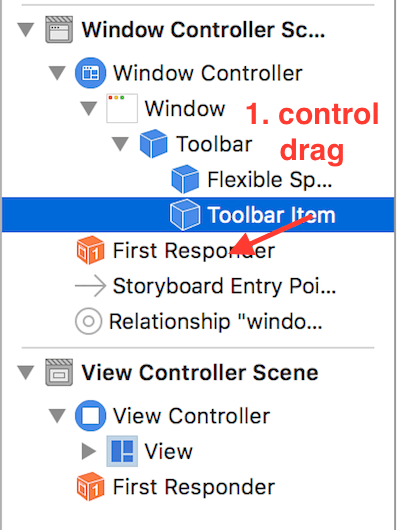 Window Controller Sc...
Window Controller
Window
1. control
drag
Toolbar
Flexible Sp...
Toolbar Item
First Responder
Storyboard Entry Poi...
Relationship "windo...
View Controller Scene
View Controller
View
First Responder